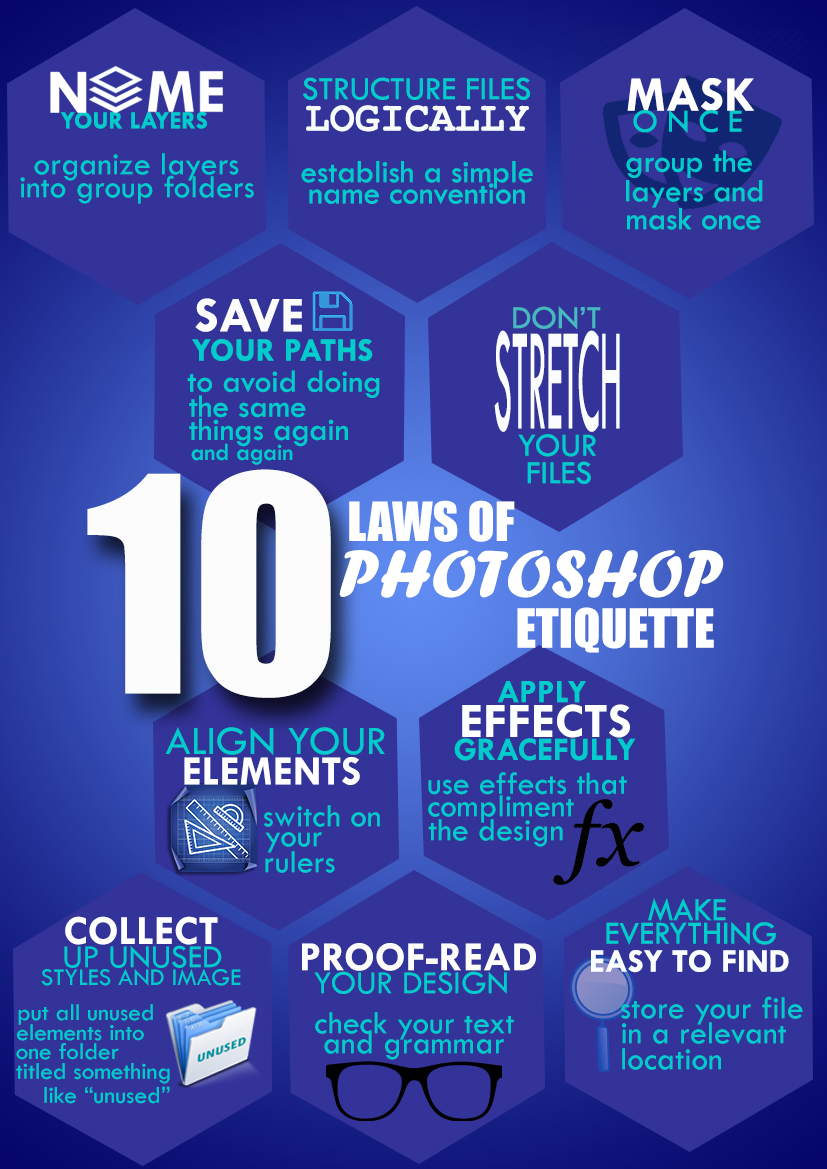 NAME
YOUR LAYERS
organize layers
into group folders
STRUCTURE FILES
LOGICALLY
establish a simple
name convention
MASK
ONCE
group the
layers and
mask once
SAVE
YOUR PATHS
to avoid doing
the same
things again
and again
DON'T
STRETCH
YOUR
FILES
10
LAWS OF
PHOTOSHOP
ETIQUETTE
ALIGN YOUR
ELEMENTS
switch on
your
rulers
APPLY
EFFECTS
GRACEFULLY
use effects that
compliment
the design
fx
COLLECT
UP UNUSED
STYLES AND IMAGE
put all unused
elements into
one folder
titled something
like “unused”
UNUSED
PROOF-READ
YOUR DESIGN
check your text
and grammar
MAKE
EVERYTHING
EASY TO FIND
store your file
in a relevant
location